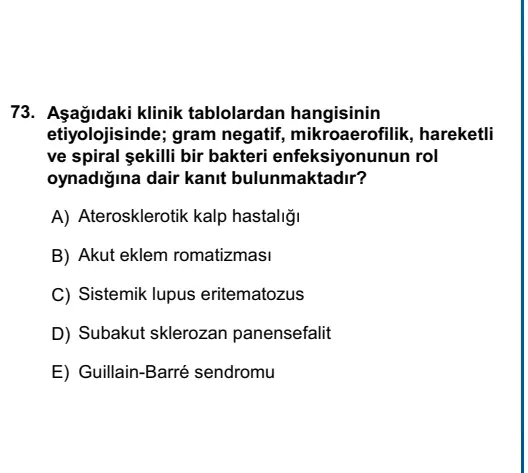 73. Aşağıdaki klinik tablolardan hangisinin
etiyolojisinde; gram negatif, mikroaerofilik, hareketli
ve spiral şekilli bir bakteri enfeksiyonunun rol
oynadığına dair kanıt bulunmaktadır?
A) Aterosklerotik kalp hastalığı
B) Akut eklem romatizması
C) Sistemik lupus eritematozus
D) Subakut sklerozan panensefalit
E) Guillain-Barré sendromu